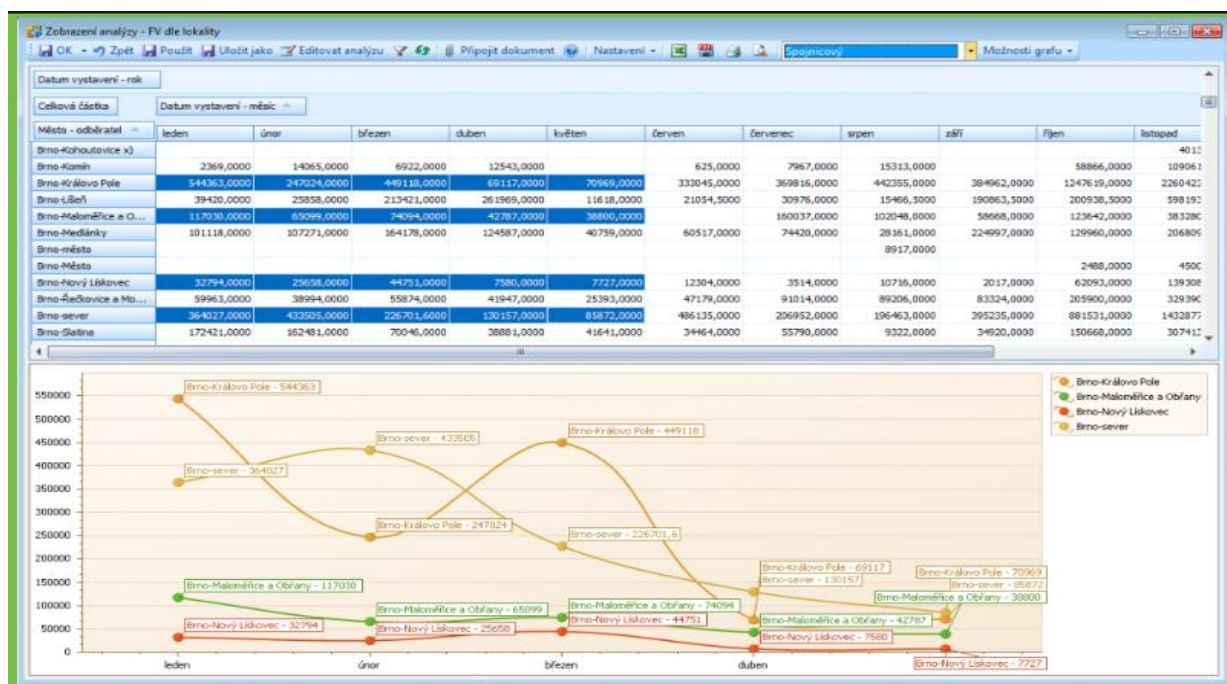 Zobrazení analýzy - FV dle lokality
OK Zpět Použít Uložit jako Editovat analýzu Připojit dokument Nastavení Spojnicový Možnosti grafu
Datum vystavení - rok
Celková částka Datum vystavení - měsíc
Město - odběratel leden únor březen duben květen červen červenec srpen září říjen listopad
Brno-Kohoutovice x)
Brno-Komín 2369,0000 14065,0000 6922,0000 12543,0000 625,0000 7967,0000 15313,0000 58866,0000 109061
Brno-Královo Pole 544363,0000 247024,0000 449118,0000 69117,0000 70969,0000 333045,0000 369816,0000 442355,0000 384962,0000 1247619,0000 2260423
Brno-Líšeň 39420,0000 25858,0000 213421,0000 261969,0000 11618,0000 21054,5000 30976,0000 15466,5000 190863,5000 200938,5000 598193
Brno-Maloměřice a O... 117030,0000 65099,0000 74094,0000 42787,0000 38800,0000 160037,0000 102048,0000 58668,0000 123642,0000 383280
Brno-Medlánky 101118,0000 107271,0000 164178,0000 124587,0000 40759,0000 60517,0000 74420,0000 28161,0000 224997,0000 129960,0000 206809
Brno-město 8917,0000
Brno-Město 2488,0000 4500
Brno-Nový Lískovec 32794,0000 25658,0000 44751,0000 7580,0000 7727,0000 12304,0000 3514,0000 10716,0000 2017,0000 62093,0000 139308
Brno-Řečkovice a Mo... 59963,0000 38994,0000 55874,0000 41947,0000 25393,0000 47179,0000 91014,0000 89206,0000 83324,0000 205900,0000 329390
Brno-sever 364027,0000 433505,0000 226701,6000 130157,0000 85872,0000 486135,0000 206952,0000 196463,0000 395235,0000 881531,0000 1432877
Brno-Slatina 172421,0000 162481,0000 70046,0000 38881,0000 41641,0000 34464,0000 55790,0000 9322,0000 34920,0000 150668,0000
550000
500000
450000
400000
350000
300000
250000
200000
150000
100000
50000
0
Brno-Královo Pole - 544363
Brno-sever - 364027
Brno-Maloměřice a Obřany - 117030
Brno-Nový Lískovec - 32794
Brno-sever - 433505
Brno-Královo Pole - 247024
Brno-Maloměřice a Obřany - 65099
Brno-Nový Lískovec - 25658
Brno-Královo Pole - 449118
Brno-sever - 226701,6
Brno-Maloměřice a Obřany - 74094
Brno-Nový Lískovec - 44751
Brno-Královo Pole - 69117
Brno-sever - 130157
Brno-Maloměřice a Obřany - 42787
Brno-Nový Lískovec - 7580
Brno-Královo Pole - 70969
Brno-sever - 85872
Brno-Maloměřice a Obřany - 38800
Brno-Nový Lískovec - 7727
leden únor březen duben
Brno-Královo Pole
Brno-Maloměřice a Obřany
Brno-Nový Lískovec
Brno-sever